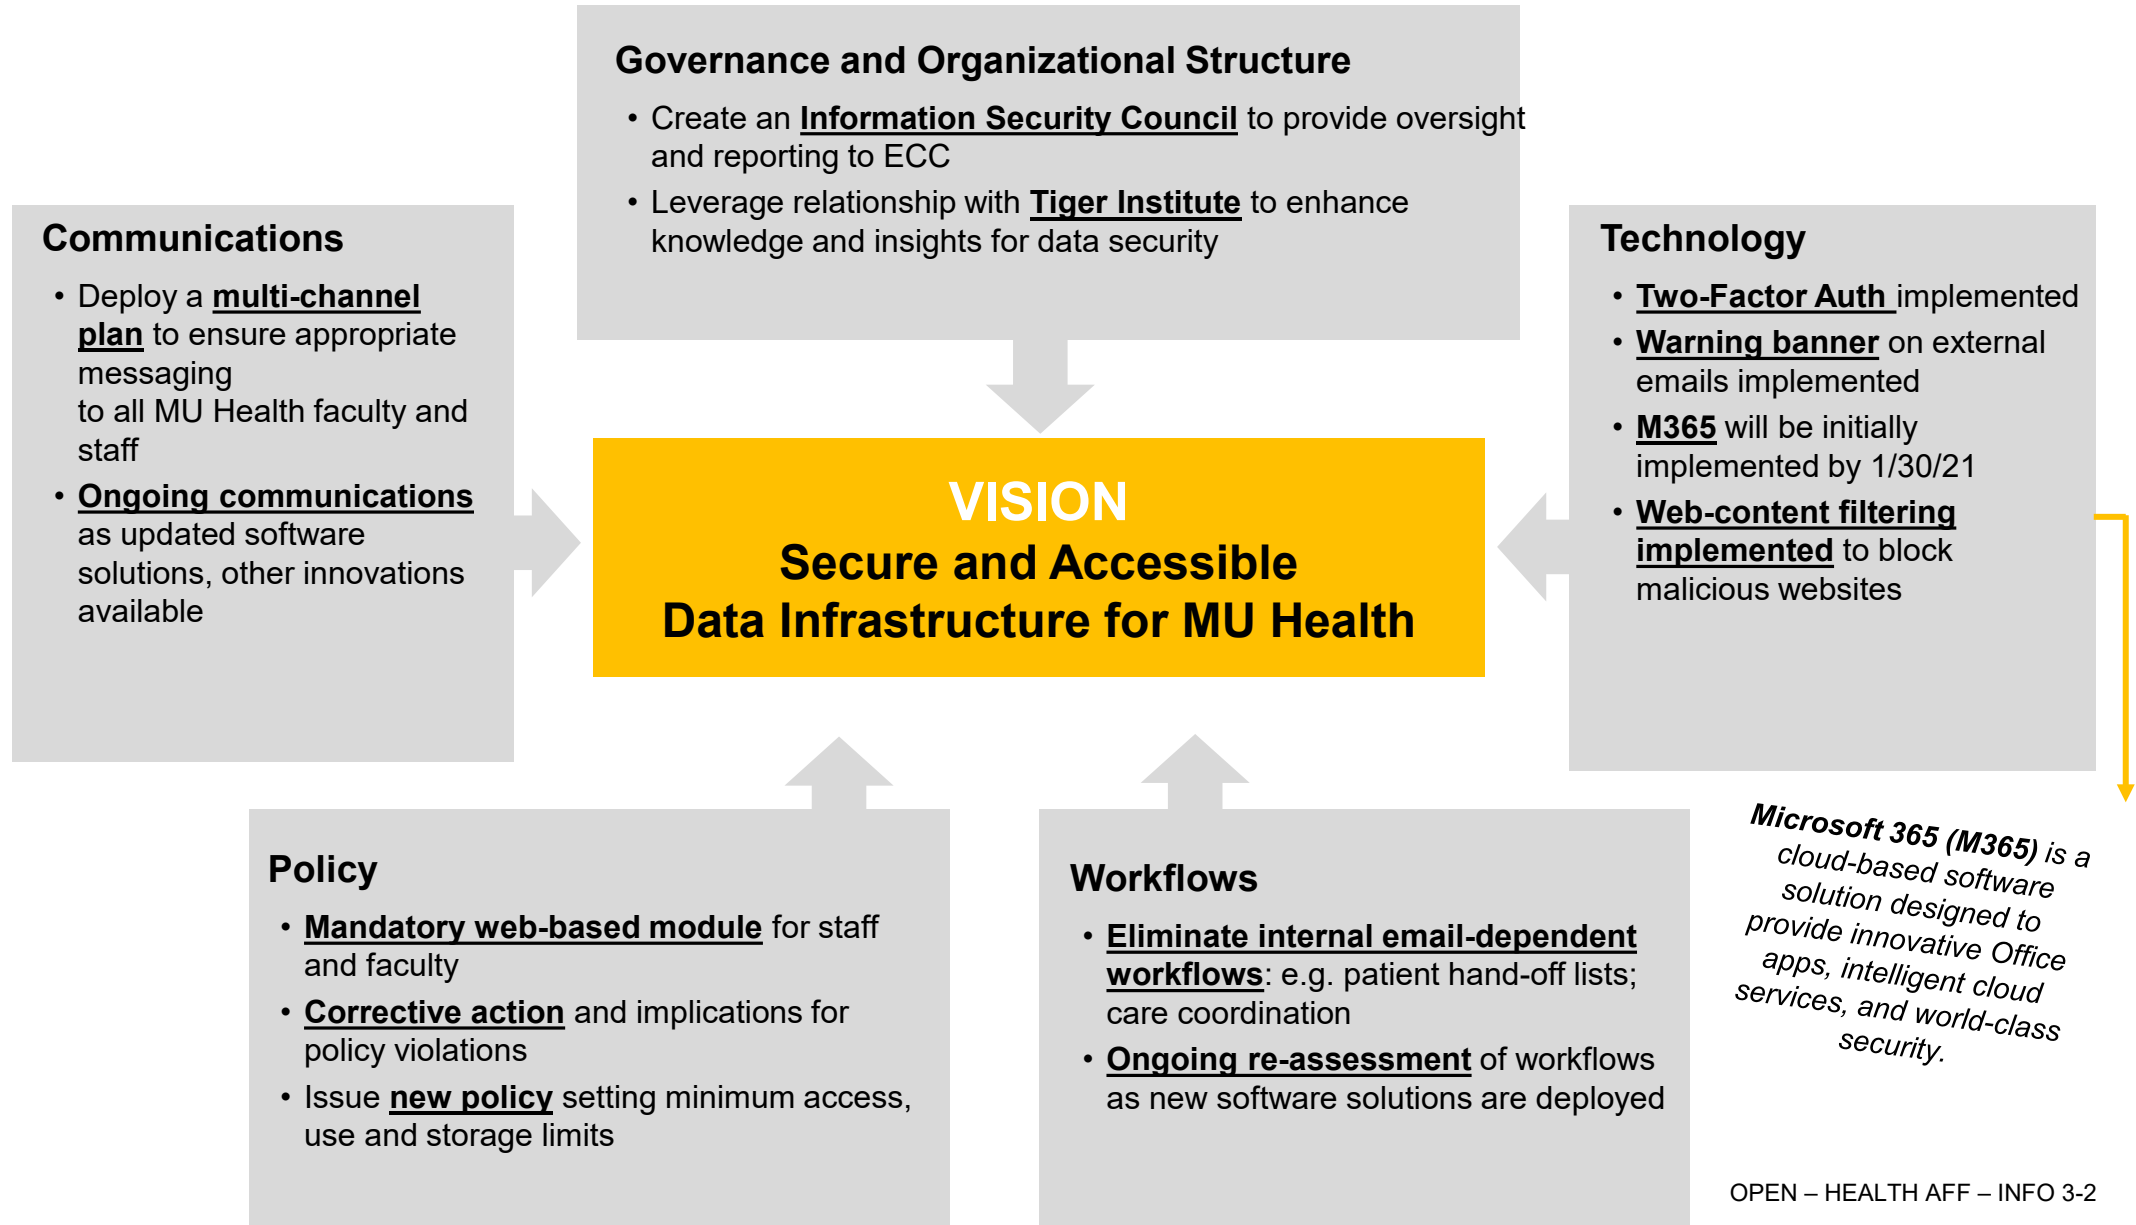 Governance and Organizational Structure
• Create an Information Security Council to provide oversight
and reporting to ECC
• Leverage relationship with Tiger Institute to enhance
knowledge and insights for data security
Communications
• Deploy a multi-channel
plan to ensure appropriate
messaging
to all MU Health faculty and
staff
• Ongoing communications
as updated software
solutions, other innovations
available
VISION
Secure and Accessible
Data Infrastructure for MU Health
Technology
• Two-Factor Auth implemented
• Warning banner on external
emails implemented
• M365 will be initially
implemented by 1/30/21
• Web-content filtering
implemented to block
malicious websites
Policy
• Mandatory web-based module for staff
and faculty
• Corrective action and implications for
policy violations
• Issue new policy setting minimum access,
use and storage limits
Workflows
• Eliminate internal email-dependent
workflows: e.g. patient hand-off lists;
care coordination
• Ongoing re-assessment of workflows
as new software solutions are deployed
Microsoft 365 (M365) is a
cloud-based software
solution designed to
provide innovative Office
apps, intelligent cloud
services, and world-class
security.
OPEN – HEALTH AFF – INFO 3-2